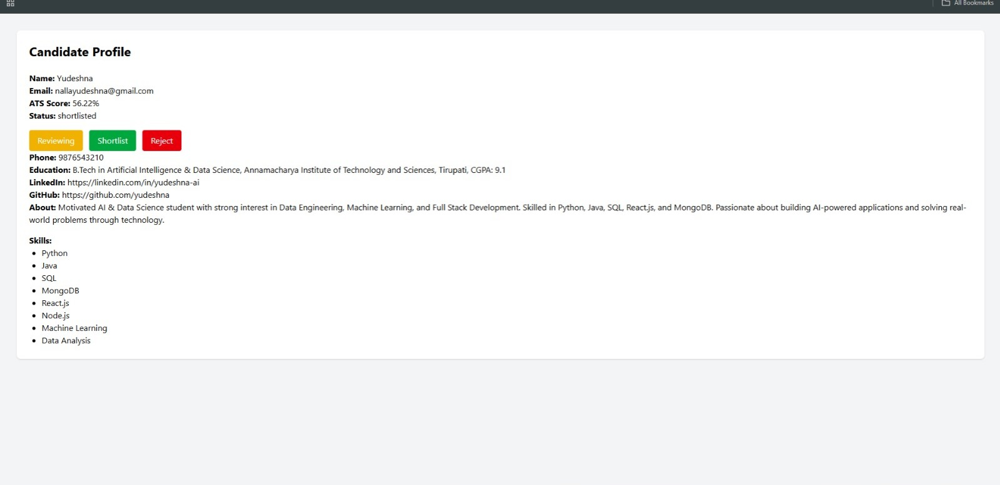 All Bookmarks
Candidate Profile
Name: Yudeshna
Email: nallayudeshna@gmail.com
ATS Score: 56.22%
Status: shortlisted
Reviewing Shortlist Reject
Phone: 9876543210
Education: B.Tech in Artificial Intelligence & Data Science, Annamacharya Institute of Technology and Sciences, Tirupati, CGPA: 9.1
LinkedIn: https://linkedin.com/in/yudeshna-ai
GitHub: https://github.com/yudeshna
About: Motivated AI & Data Science student with strong interest in Data Engineering, Machine Learning, and Full Stack Development. Skilled in Python, Java, SQL, React.js, and MongoDB. Passionate about building AI-powered applications and solving real-
world problems through technology.
Skills:
• Python
• Java
• SQL
• MongoDB
• React.js
• Node.js
• Machine Learning
• Data Analysis